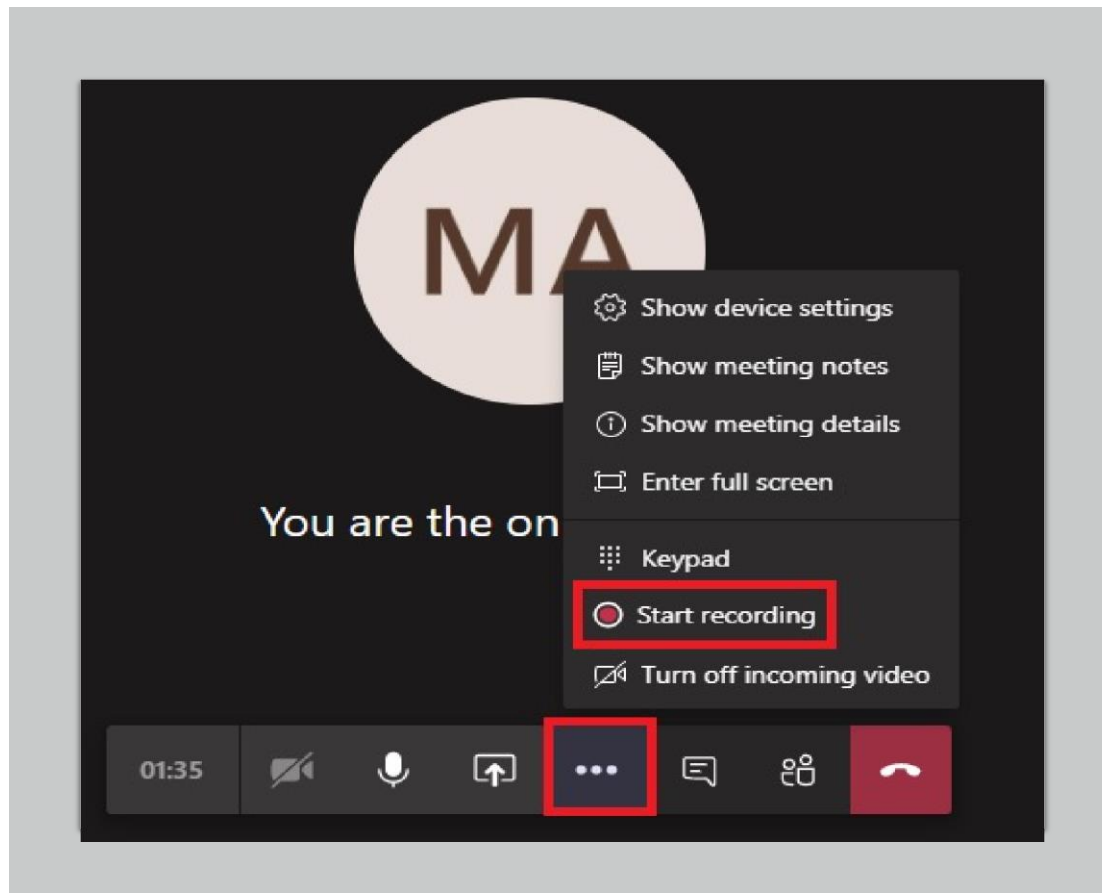 MA
Show device settings
Show meeting notes
Show meeting details
Enter full screen
You are the on
Keypad
Start recording
Turn off incoming video
01:35